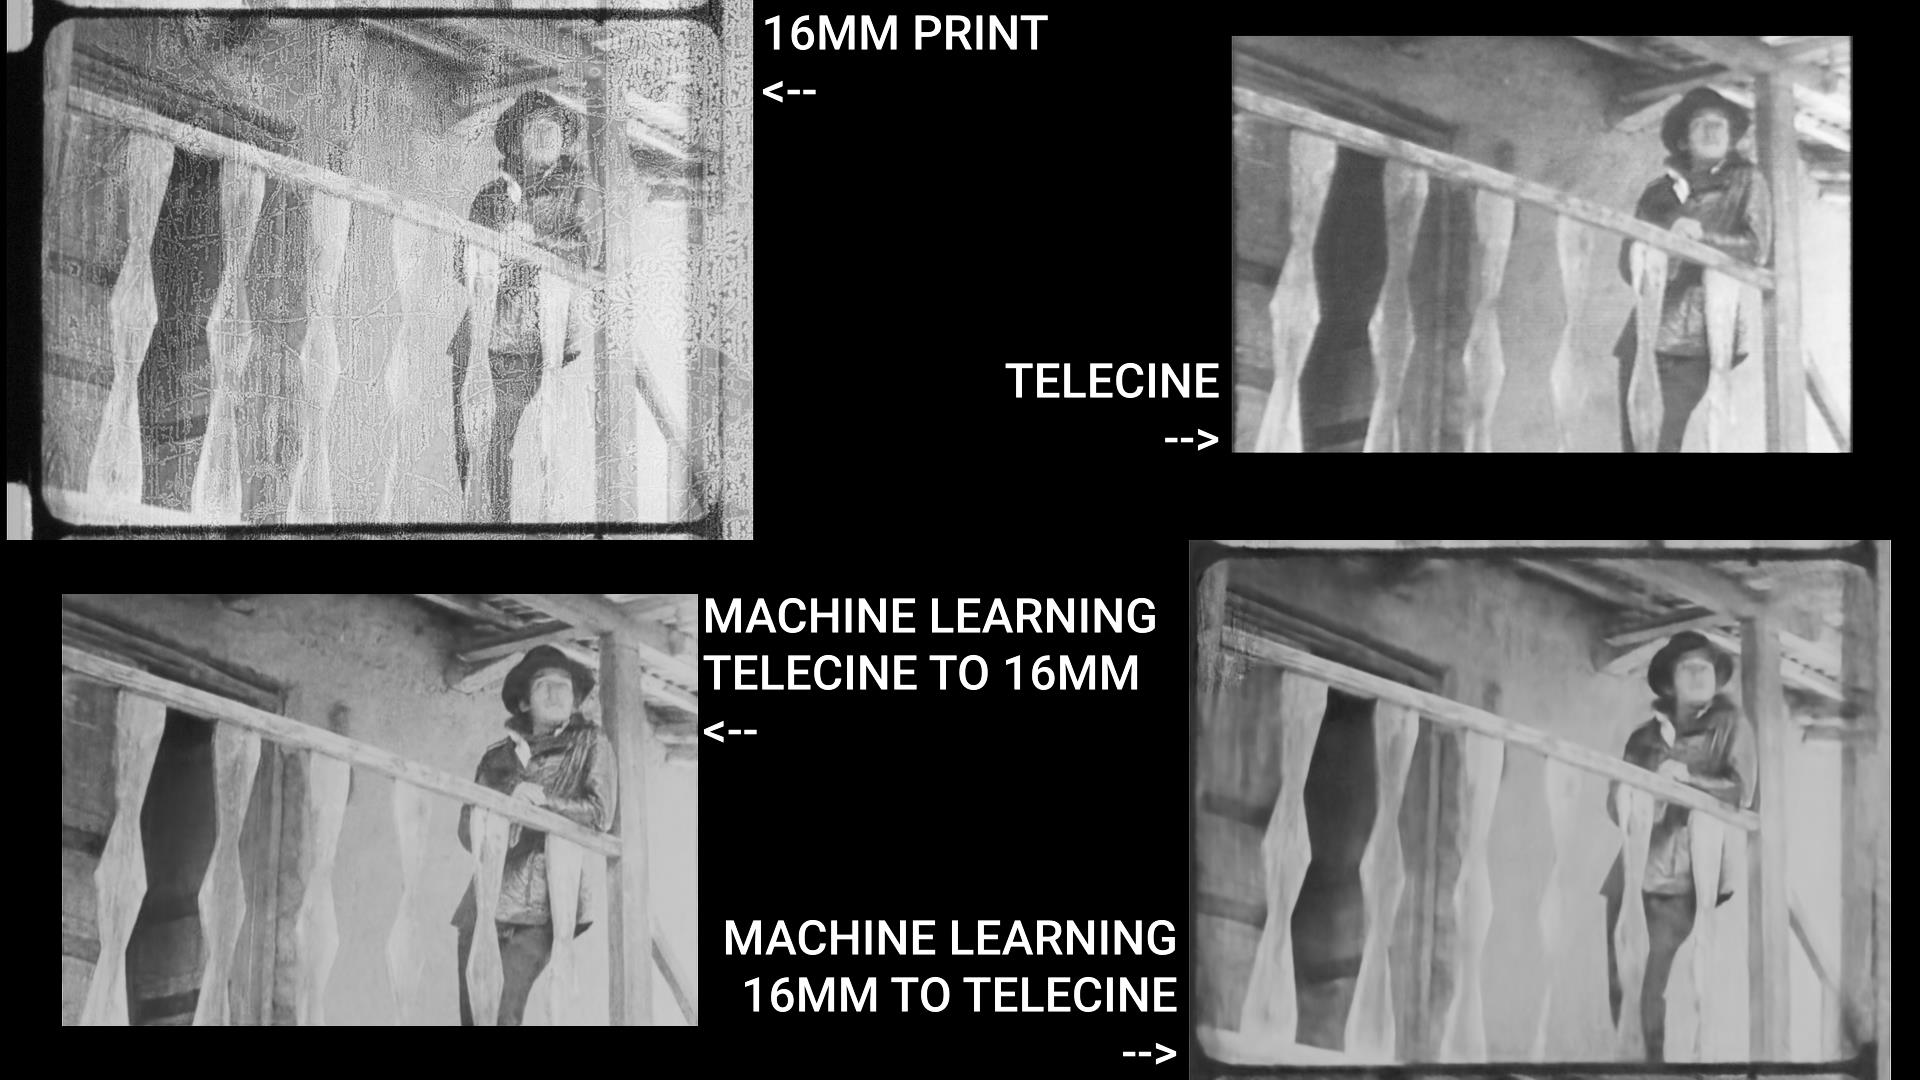 16MM PRINT
<--
TELECINE
-->
MACHINE LEARNING
TELECINE TO 16MM
<--
MACHINE LEARNING
16MM TO TELECINE
-->